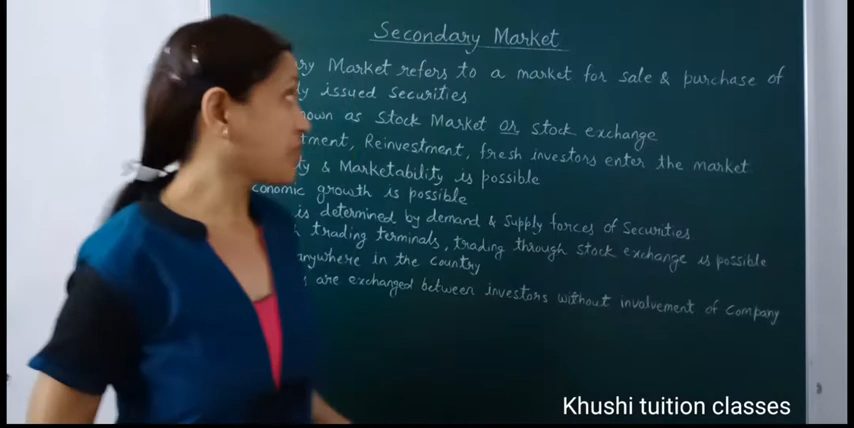 Secondary Market
Market refers to a market for sale & purchase of
issued securities
as Stock Market or stock exchange
Reinvestment, fresh investors enter the market
& Marketability is possible
growth is possible
is determined by demand & supply forces of securities.
trading terminals, trading through stock exchange is possible
anywhere in the country
are exchanged between investors without involvement of company
Khushi tuition classes